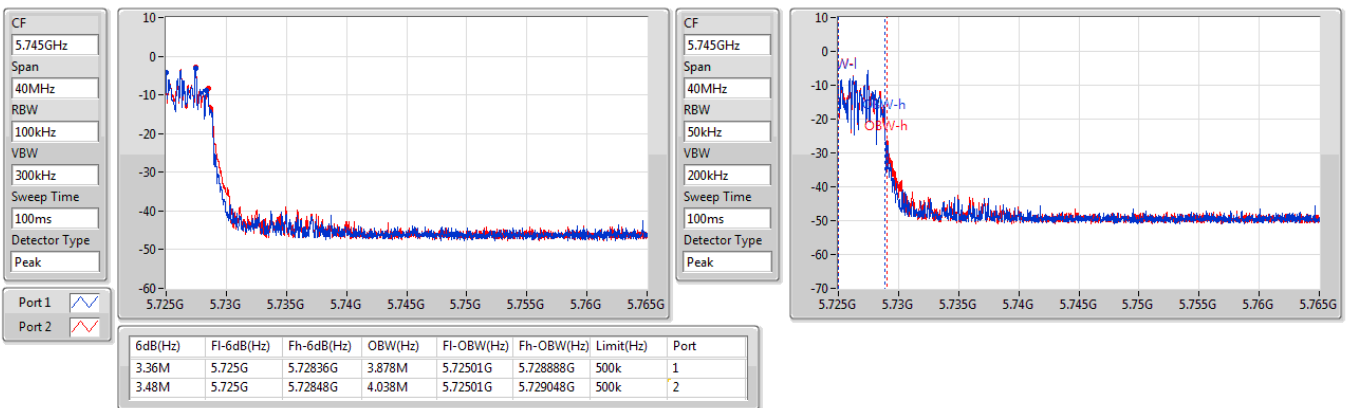 CF
5.745GHz
Span
40MHz
RBW
100kHz
VBW
300kHz
Sweep Time
100ms
Detector Type
Peak
Port 1
Port 2
10
0
-10
-20
-30
-40
-50
-60
5.725G 5.73G 5.735G 5.74G 5.745G 5.75G 5.755G 5.76G 5.765G
CF
5.745GHz
Span
40MHz
RBW
50kHz
VBW
200kHz
Sweep Time
100ms
Detector Type
Peak
10
0
-10
-20
-30
-40
-50
-60
-70
W-l
OBW-h
OBW-h
5.725G 5.73G 5.735G 5.74G 5.745G 5.75G 5.755G 5.76G 5.765G
6dB(Hz) Fl-6dB(Hz) Fh-6dB(Hz) OBW(Hz) Fl-OBW(Hz) Fh-OBW(Hz) Limit(Hz) Port
3.36M 5.725G 5.72836G 3.878M 5.72501G 5.728888G 500k 1
3.48M 5.725G 5.72848G 4.038M 5.72501G 5.729048G 500k 2